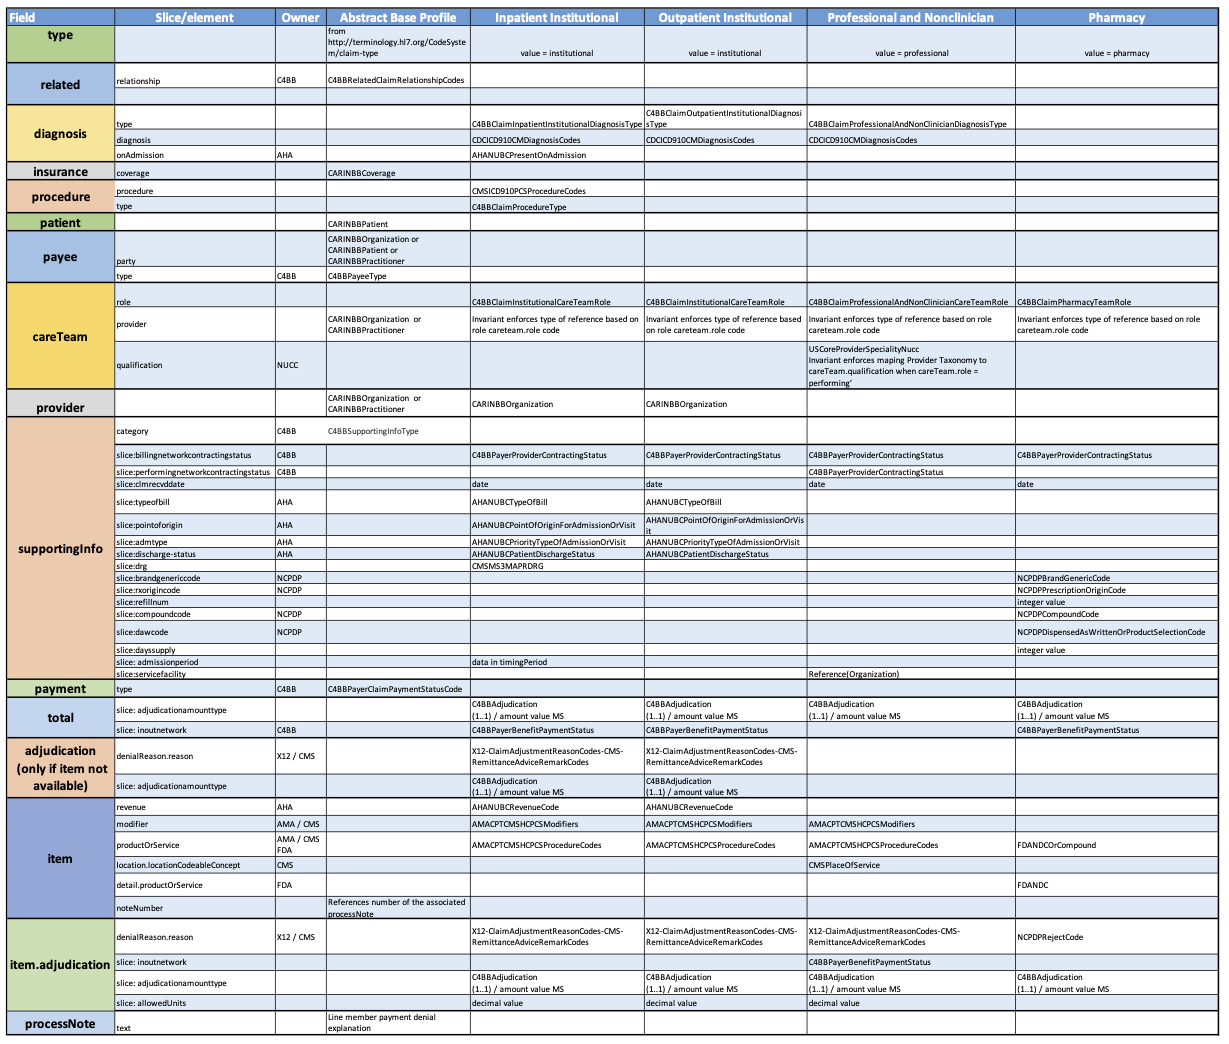 Field Slice/element Owner Abstract Base Profile Inpatient Institutional Outpatient Institutional Professional and Nonclinician Pharmacy
type
from
http://terminology.hl7.org/CodeSyste
m/claim-type
value = institutional value = institutional value = professional value = pharmacy
related
relationship C4BB C4BBRelatedClaimRelationshipCodes
diagnosis
type C4BBClaimInpatientInstitutionalDiagnosisType
C4BBClaimOutpatientInstitutionalDiagnosi
sType
C4BBClaimProfessionalAndNonClinicianDiagnosisType
diagnosis CDCICD910CMDiagnosisCodes CDCICD910CMDiagnosisCodes CDCICD910CMDiagnosisCodes
onAdmission AHA AHANUBCPresentOnAdmission
insurance coverage CARINBBCoverage
procedure
procedure CMSICD910PCSProcedureCodes
type C4BBClaimProcedureType
patient CARINBBPatient
payee
party
CARINBBOrganization or
CARINBBPatient or
CARINBBPractitioner
type C4BB C4BBPayeeType
careTeam
role C4BBClaimInstitutionalCareTeamRole C4BBClaimInstitutionalCareTeamRole C4BBClaimProfessionalAndNonClinicianCareTeamRole C4BBClaimPharmacyTeamRole
provider
CARINBBOrganization or
CARINBBPractitioner
Invariant enforces type of reference based on
role careteam.role code
Invariant enforces type of reference based
on role careteam.role code
Invariant enforces type of reference based on role
careteam.role code
Invariant enforces type of reference based on role
careteam.role code
qualification NUCC
USCoreProviderSpecialityNucc
Invariant enforces maping Provider Taxonomy to
careTeam.qualification when careTeam.role =
performing'
provider
CARINBBOrganization or
CARINBBPractitioner
CARINBBOrganization CARINBBOrganization
supportingInfo
category C4BB C4BBSupportingInfoType
slice:billingnetworkcontractingstatus C4BB C4BBPayerProviderContractingStatus C4BBPayerProviderContractingStatus C4BBPayerProviderContractingStatus C4BBPayerProviderContractingStatus
slice:performingnetworkcontractingstatus C4BB C4BBPayerProviderContractingStatus
slice:clmrecvddate date date date date
slice:typeofbill AHA AHANUBCTypeOfBill AHANUBCTypeOfBill
slice:pointoforigin AHA AHANUBCPointOfOriginForAdmissionOrVisit
AHANUBCPointOfOriginForAdmissionOrVis
it
slice:admtype AHA AHANUBCPriorityTypeOfAdmissionOrVisit AHANUBCPriorityTypeOfAdmissionOrVisit
slice:discharge-status AHA AHANUBCPatientDischargeStatus AHANUBCPatientDischargeStatus
slice:drg CMSMS3MAPRDRG
slice:brandgenericcode NCPDP NCPDPBrandGenericCode
slice:rxorigincode NCPDP NCPDPPrescriptionOriginCode
slice:refillnum integer value
slice:compoundcode NCPDP NCPDPCompoundCode
slice:dawcode NCPDP NCPDPDispensedAsWrittenOrProductSelectionCode
slice:dayssupply integer value
slice: admissionperiod data in timingPeriod
slice:servicefacility Reference(Organization)
payment type C4BB C4BBPayerClaimPaymentStatusCode
total
slice: adjudicationamounttype
C4BBAdjudication
(1..1) / amount value MS
C4BBAdjudication
(1..1) / amount value MS
C4BBAdjudication
(1..1) / amount value MS
C4BBAdjudication
(1..1) / amount value MS
slice: inoutnetwork C4BB C4BBPayerBenefitPaymentStatus C4BBPayerBenefitPaymentStatus C4BBPayerBenefitPaymentStatus
adjudication
(only if item not
available)
denialReason.reason X12 / CMS
X12-ClaimAdjustmentReasonCodes-CMS-
RemittanceAdviceRemarkCodes
X12-ClaimAdjustmentReasonCodes-CMS-
RemittanceAdviceRemarkCodes
slice: adjudicationamounttype
C4BBAdjudication
(1..1) / amount value MS
C4BBAdjudication
(1..1) / amount value MS
item
revenue AHA AHANUBCRevenueCode AHANUBCRevenueCode
modifier AMA / CMS AMACPTCMSHCPCSModifiers AMACPTCMSHCPCSModifiers AMACPTCMSHCPCSModifiers
productOrService
AMA / CMS
FDA
AMACPTCMSHCPCSProcedureCodes AMACPTCMSHCPCSProcedureCodes AMACPTCMSHCPCSProcedureCodes FDANDCOrCompound
location.locationCodeableConcept CMS CMSPlaceOfService
detail.productOrService FDA FDANDC
noteNumber
References number of the associated
processNote
item.adjudication
denialReason.reason X12 / CMS
X12-ClaimAdjustmentReasonCodes-CMS-
RemittanceAdviceRemarkCodes
X12-ClaimAdjustmentReasonCodes-CMS-
RemittanceAdviceRemarkCodes
X12-ClaimAdjustmentReasonCodes-CMS-
RemittanceAdviceRemarkCodes
NCPDPRejectCode
slice: inoutnetwork C4BBPayerBenefitPaymentStatus
slice: adjudicationamounttype
C4BBAdjudication
(1..1) / amount value MS
C4BBAdjudication
(1..1) / amount value MS
C4BBAdjudication
(1..1) / amount value MS
C4BBAdjudication
(1..1) / amount value MS
slice: allowedUnits decimal value decimal value decimal value
processNote text
Line member payment denial
explanation